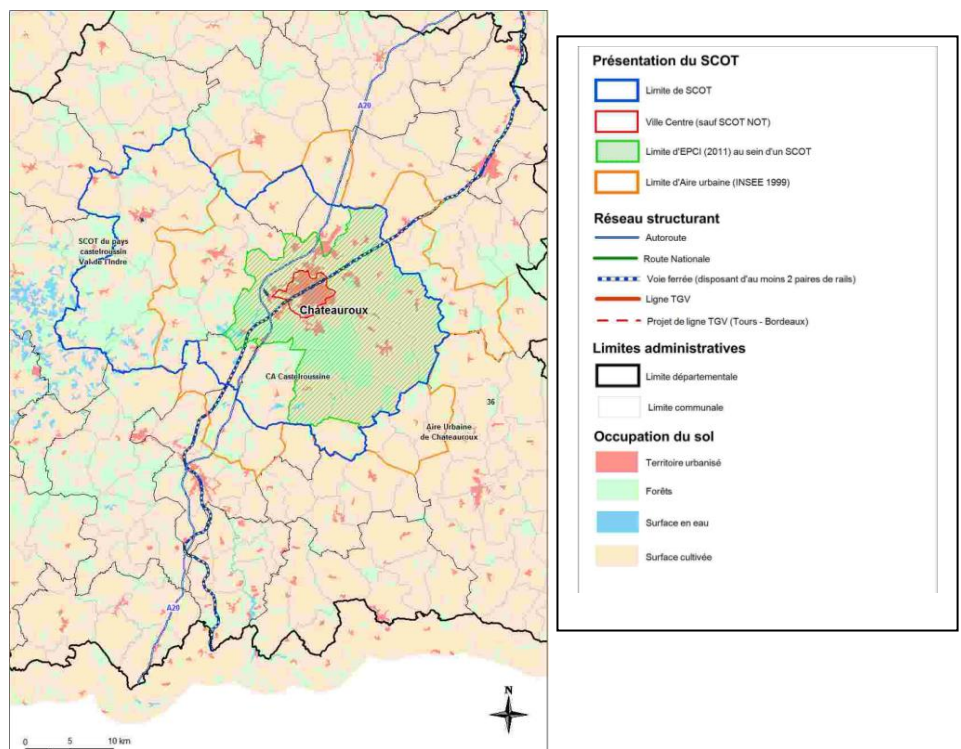 A20
SCOT du pays
castelroussin
Val de l'Indre
Châteauroux
CA Castelroussine
36
Aire Urbaine
de Chateauroux
A20
N
0 5 10 km
Présentation du SCOT
Limite de SCOT
Ville Centre (sauf SCOT NOT)
Limite d'EPCI (2011) au sein d'un SCOT
Limite d'Aire urbaine (INSEE 1999)
Réseau structurant
Autoroute
Route Nationale
Voie ferrée (disposant d'au moins 2 paires de rails)
Ligne TGV
Projet de ligne TGV (Tours - Bordeaux)
Limites administratives
Limite départementale
Limite communale
Occupation du sol
Territoire urbanisé
Forêts
Surface en eau
Surface cultivée